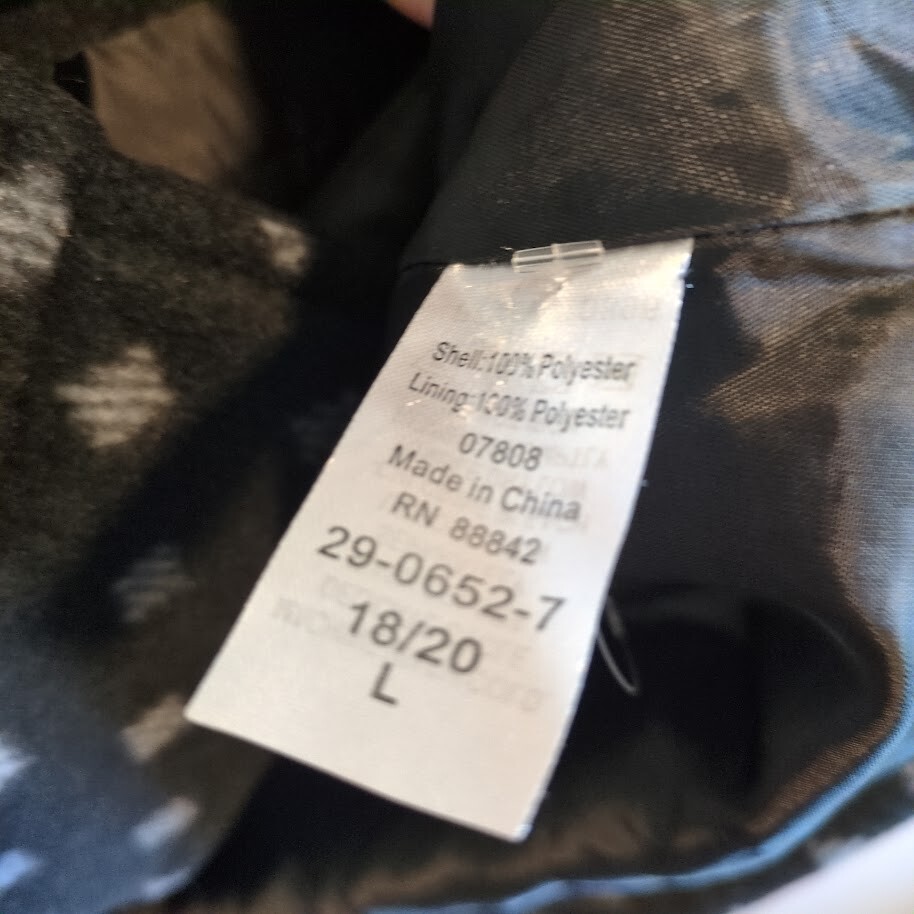 Shell:100% Polyester
Lining:100% Polyester
07808
Made in China
RN 88842
29-0652-7
18/20
L